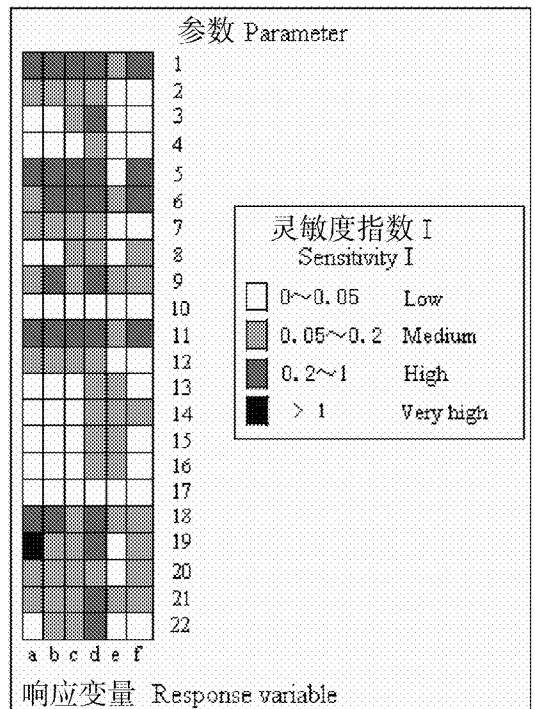 参数 Parameter
1
2
3
4
5
6
7
8
9
10
11
12
13
14
15
16
17
18
19
20
21
22
灵敏度指数 I
Sensitivity I
0～0.05 Low
0.05～0.2 Medium
0.2～1 High
> 1 Very high
a b c d e f
响应变量 Response variable